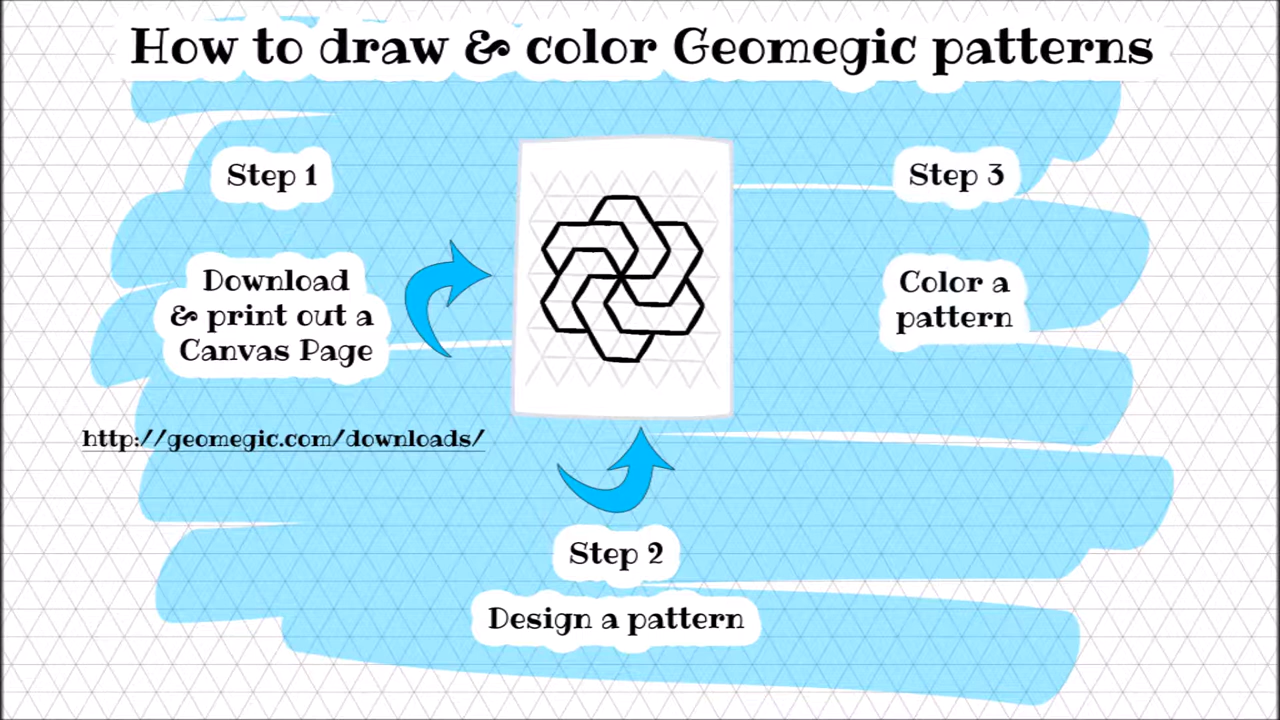 How to draw & color Geomegic patterns
Step 1
Download
& print out a
Canvas Page
http://geomegic.com/downloads/
Step 2
Design a pattern
Step 3
Color a
pattern